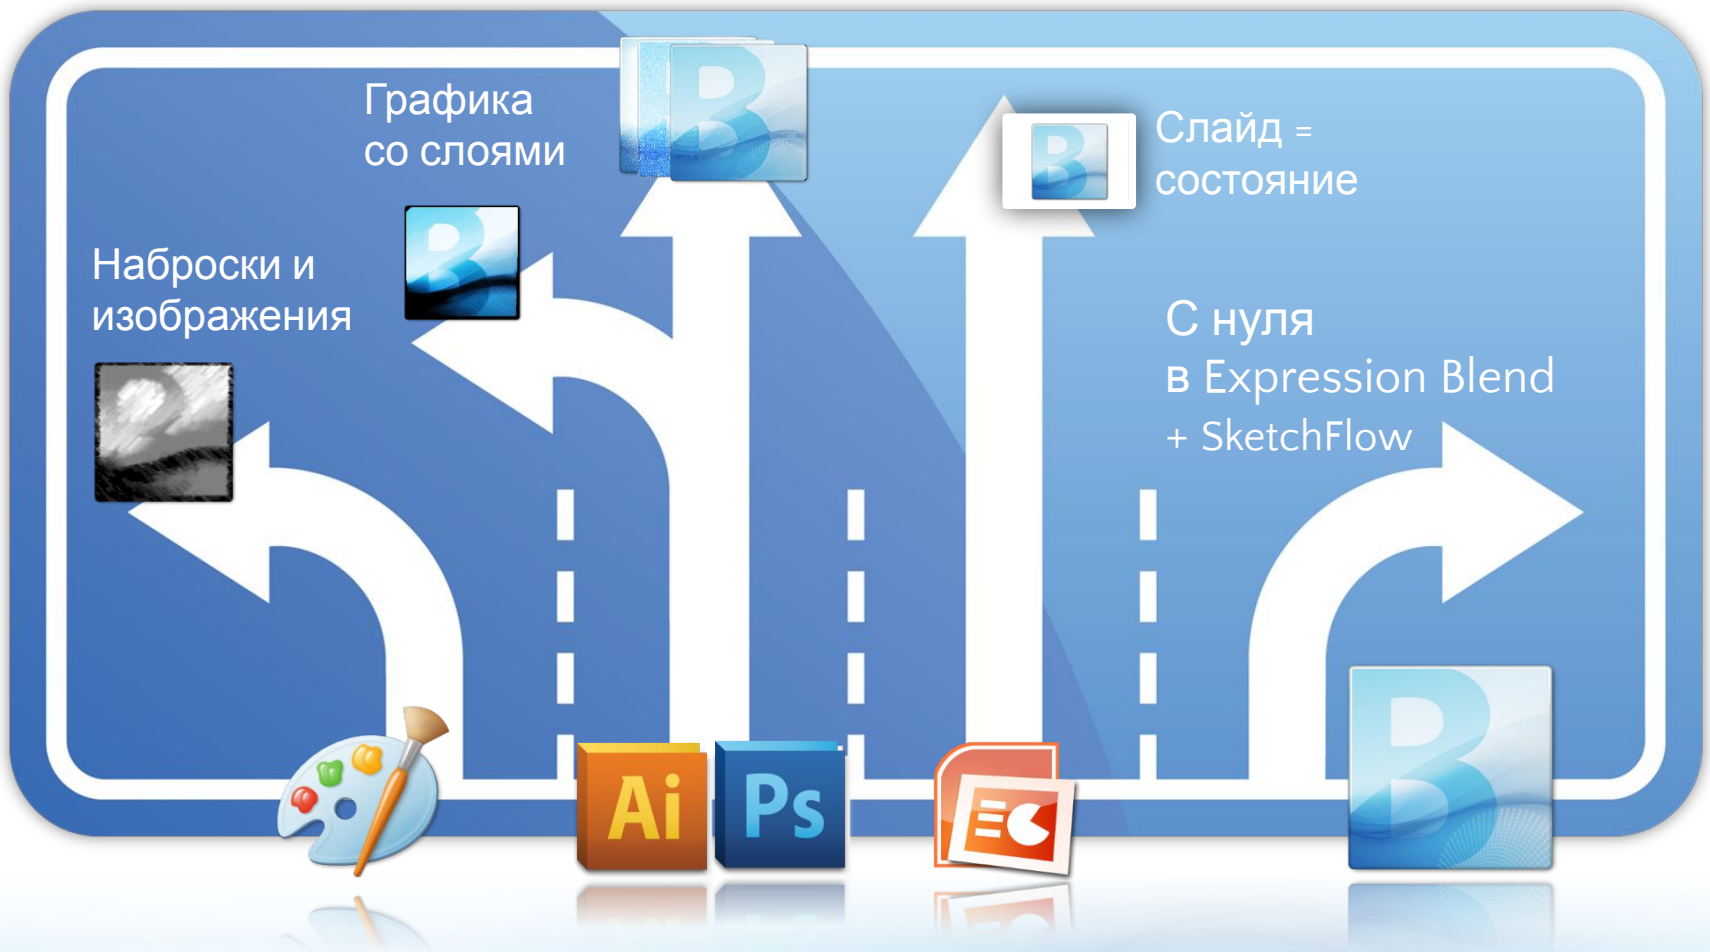 Графика
со слоями
Слайд =
состояние
Наброски и
изображения
С нуля
в Expression Blend
+ SketchFlow
Ai
Ps